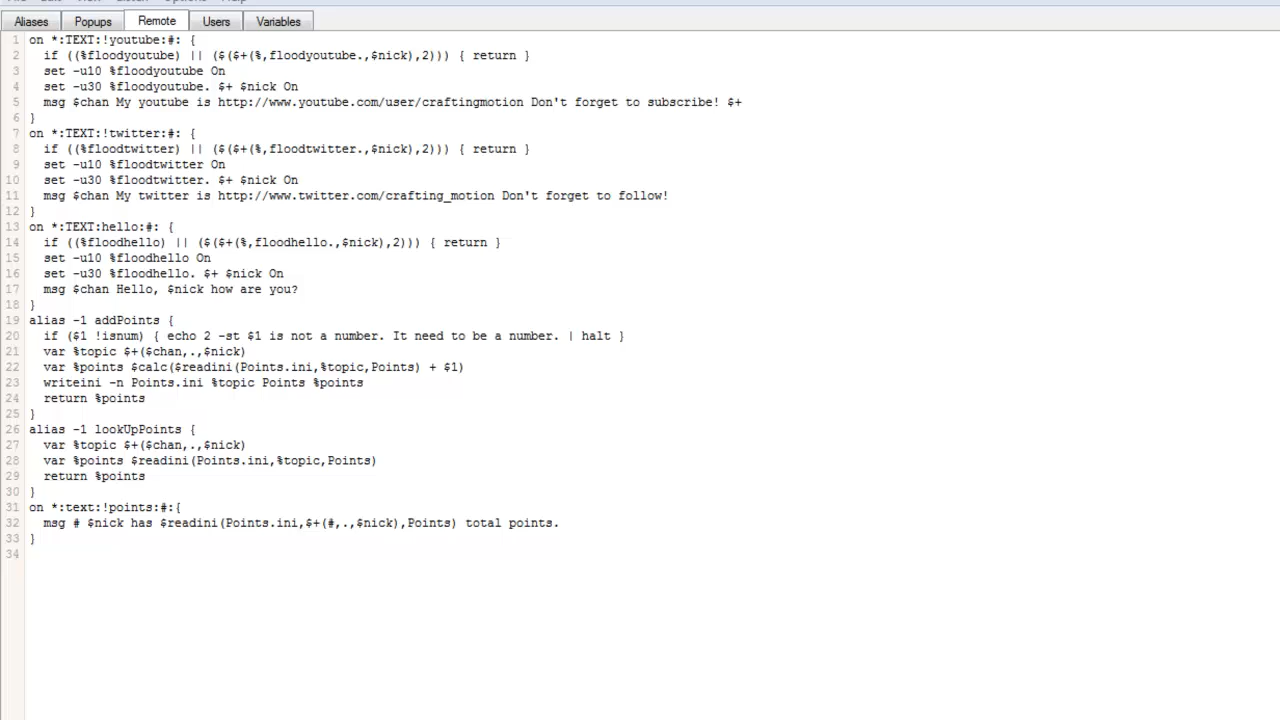 Aliases Popups Remote Users Variables
1 on *:TEXT:!youtube:#: {
2 if ((%floodyoutube) || ($($+(%,floodyoutube.,$nick),2))) { return }
3 set -u10 %floodyoutube On
4 set -u30 %floodyoutube. $+ $nick On
5 msg $chan My youtube is http://www.youtube.com/user/craftingmotion Don't forget to subscribe! $+
6 }
7 on *:TEXT:!twitter:#: {
8 if ((%floodtwitter) || ($($+(%,floodtwitter.,$nick),2))) { return }
9 set -u10 %floodtwitter On
10 set -u30 %floodtwitter. $+ $nick On
11 msg $chan My twitter is http://www.twitter.com/crafting_motion Don't forget to follow!
12 }
13 on *:TEXT:hello:#: {
14 if ((%floodhello) || ($($+(%,floodhello.,$nick),2))) { return }
15 set -u10 %floodhello On
16 set -u30 %floodhello. $+ $nick On
17 msg $chan Hello, $nick how are you?
18 }
19 alias -1 addPoints {
20 if ($1 !isnum) { echo 2 -st $1 is not a number. It need to be a number. | halt }
21 var %topic $+($chan,.,$nick)
22 var %points $calc($readini(Points.ini,%topic,Points) + $1)
23 writeini -n Points.ini %topic Points %points
24 return %points
25 }
26 alias -1 lookUpPoints {
27 var %topic $+($chan,.,$nick)
28 var %points $readini(Points.ini,%topic,Points)
29 return %points
30 }
31 on *:text:!points:#:{
32 msg # $nick has $readini(Points.ini,$+(#,.,$nick),Points) total points.
33 }
34